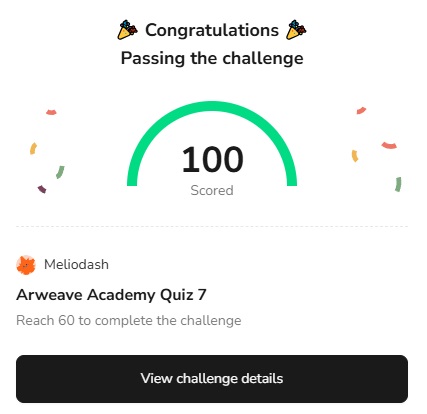 Congratulations
Passing the challenge
100
Scored
Meliodash
Arweave Academy Quiz 7
Reach 60 to complete the challenge
View challenge details